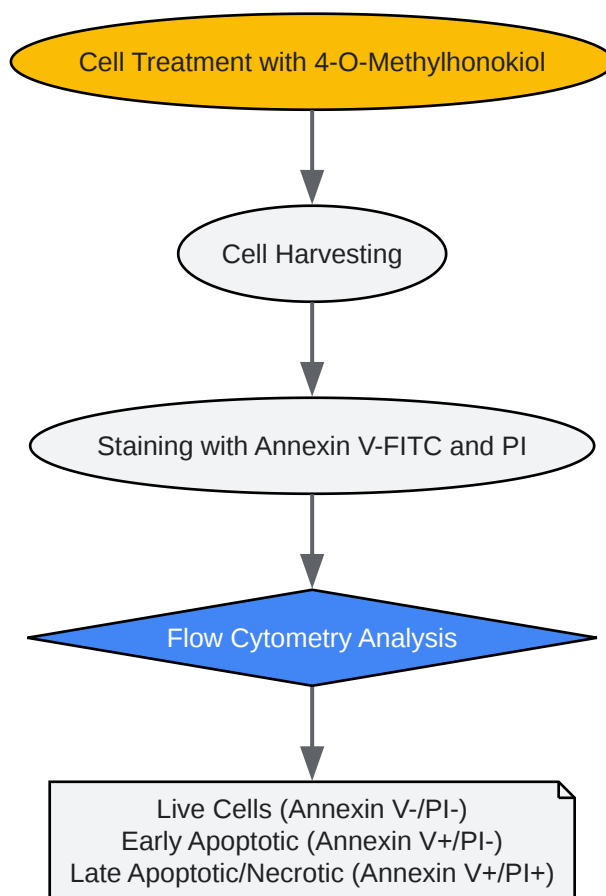 Cell Treatment with 4-O-Methylhonokiol
Cell Harvesting
Staining with Annexin V-FITC and PI
Flow Cytometry Analysis
Live Cells (Annexin V-/PI-)
Early Apoptotic (Annexin V+/PI-)
Late Apoptotic/Necrotic (Annexin V+/PI+)